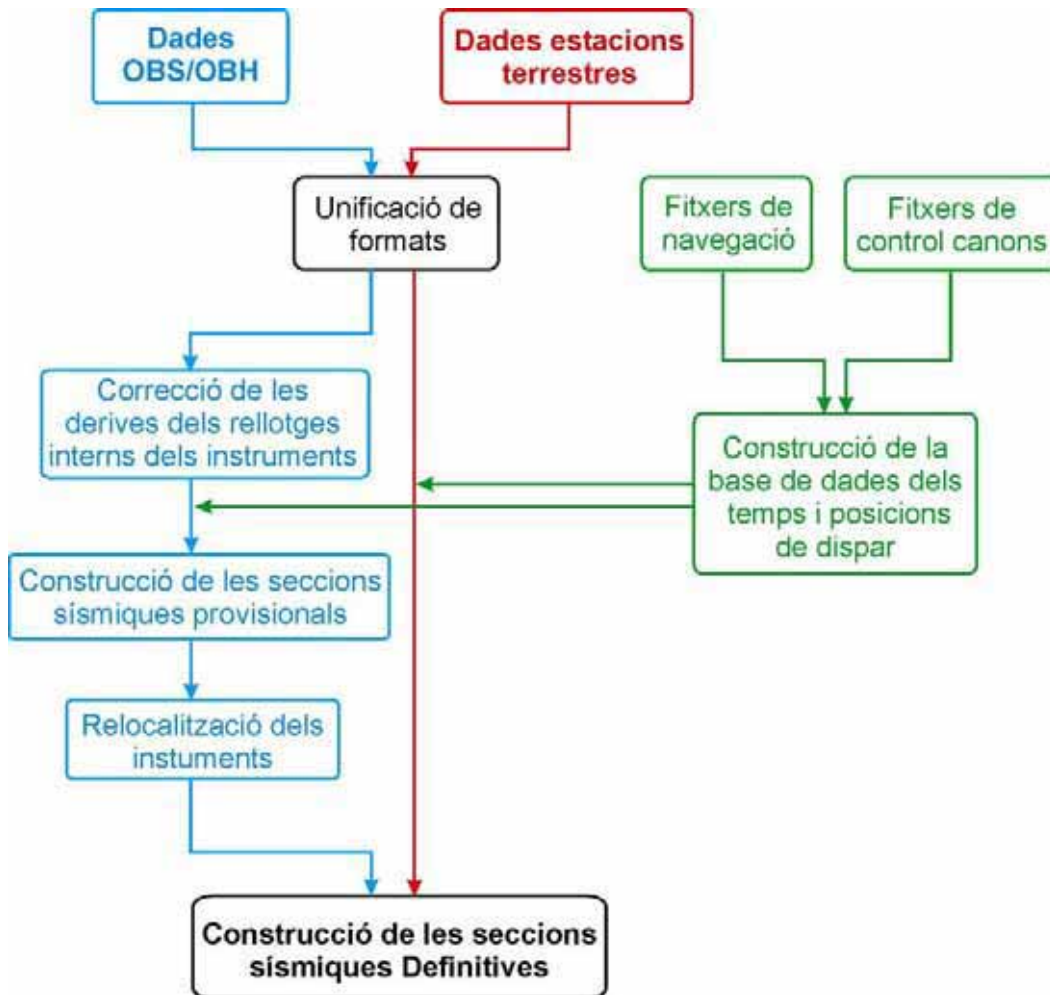 Dades
OBS/OBH
Dades estacions
terrestres
Unificació de
formats
Fitxers de
navegació
Fitxers de
control canons
Correcció de les
derives dels rellotges
interns dels instruments
Construcció de la
base de dades dels
temps i posicions
de dispar
Construcció de les seccions
sísmiques provisionals
Relocalització dels
instuments
Construcció de les seccions
sísmiques Definitives